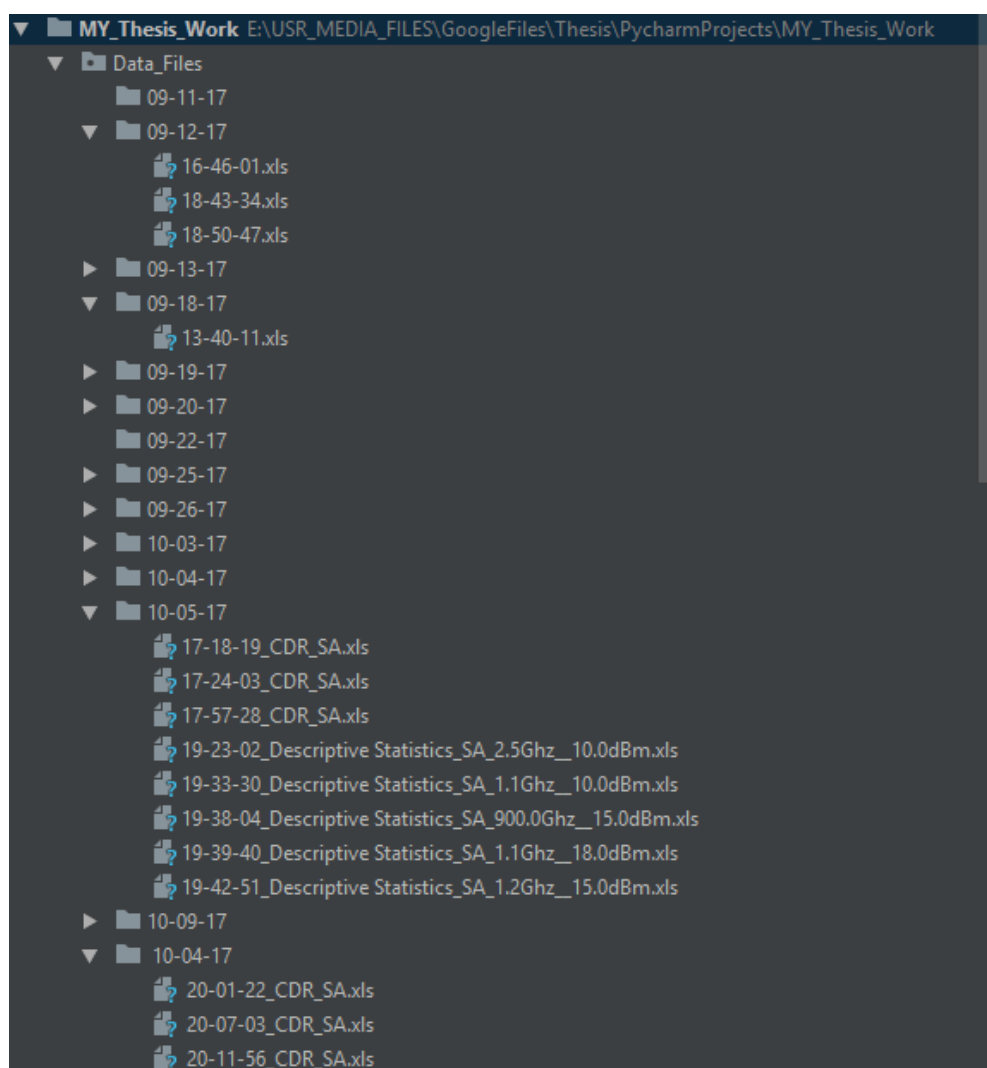 MY_Thesis_Work E:\USR_MEDIA_FILES\GoogleFiles\Thesis\PycharmProjects\MY_Thesis_Work
Data_Files
09-11-17
09-12-17
16-46-01.xls
18-43-34.xls
18-50-47.xls
09-13-17
09-18-17
13-40-11.xls
09-19-17
09-20-17
09-22-17
09-25-17
09-26-17
10-03-17
10-04-17
10-05-17
17-18-19_CDR_SA.xls
17-24-03_CDR_SA.xls
17-57-28_CDR_SA.xls
19-23-02_Descriptive Statistics_SA_2.5Ghz__10.0dBm.xls
19-33-30_Descriptive Statistics_SA_1.1Ghz__10.0dBm.xls
19-38-04_Descriptive Statistics_SA_900.0Ghz__15.0dBm.xls
19-39-40_Descriptive Statistics_SA_1.1Ghz__18.0dBm.xls
19-42-51_Descriptive Statistics_SA_1.2Ghz__15.0dBm.xls
10-09-17
10-04-17
20-01-22_CDR_SA.xls
20-07-03_CDR_SA.xls
20-11-56_CDR_SA.xls